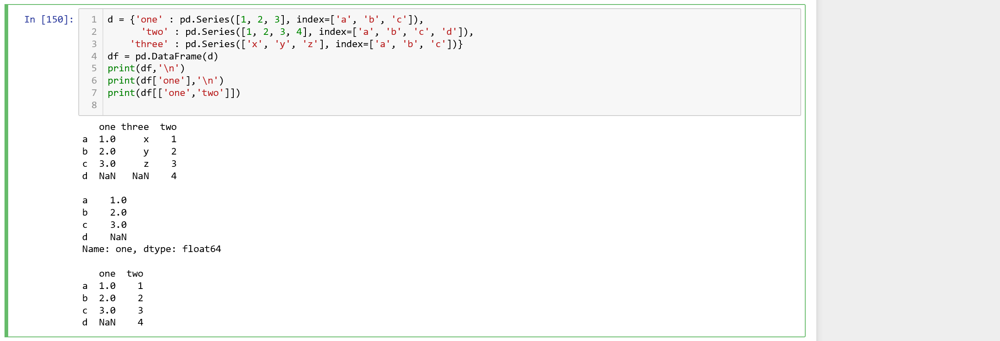 In [150]:
1 d = {'one' : pd.Series([1, 2, 3], index=['a', 'b', 'c']),
2       'two' : pd.Series([1, 2, 3, 4], index=['a', 'b', 'c', 'd']),
3     'three' : pd.Series(['x', 'y', 'z'], index=['a', 'b', 'c'])}
4 df = pd.DataFrame(d)
5 print(df,'\n')
6 print(df['one'],'\n')
7 print(df[['one','two']])
8
   one three  two
a  1.0     x    1
b  2.0     y    2
c  3.0     z    3
d  NaN   NaN    4
a    1.0
b    2.0
c    3.0
d    NaN
Name: one, dtype: float64
   one  two
a  1.0    1
b  2.0    2
c  3.0    3
d  NaN    4